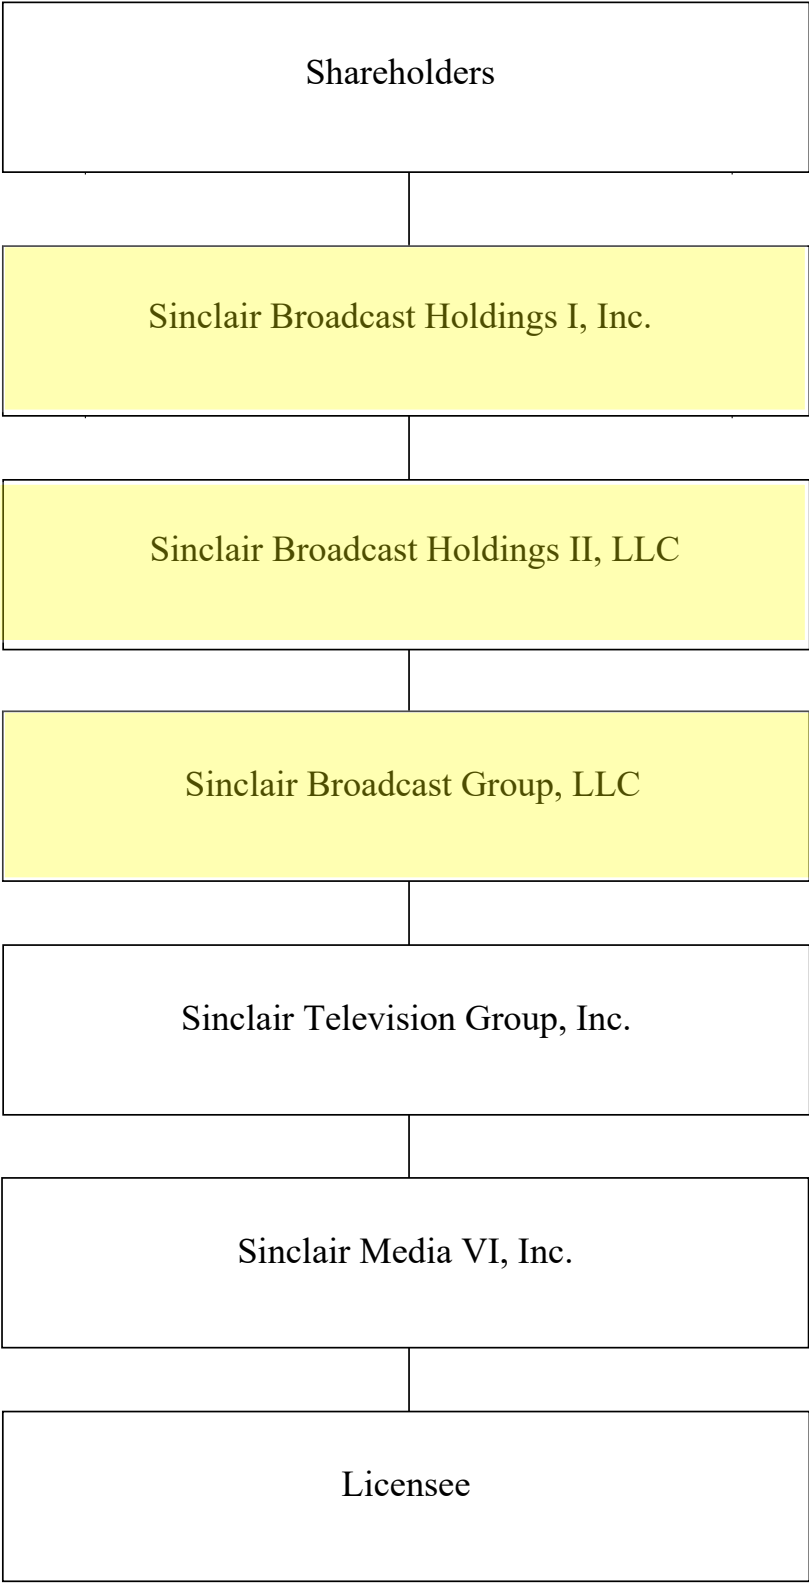 Shareholders
Sinclair Broadcast Holdings I, Inc.
Sinclair Broadcast Holdings II, LLC
Sinclair Broadcast Group, LLC
Sinclair Television Group, Inc.
Sinclair Media VI, Inc.
Licensee